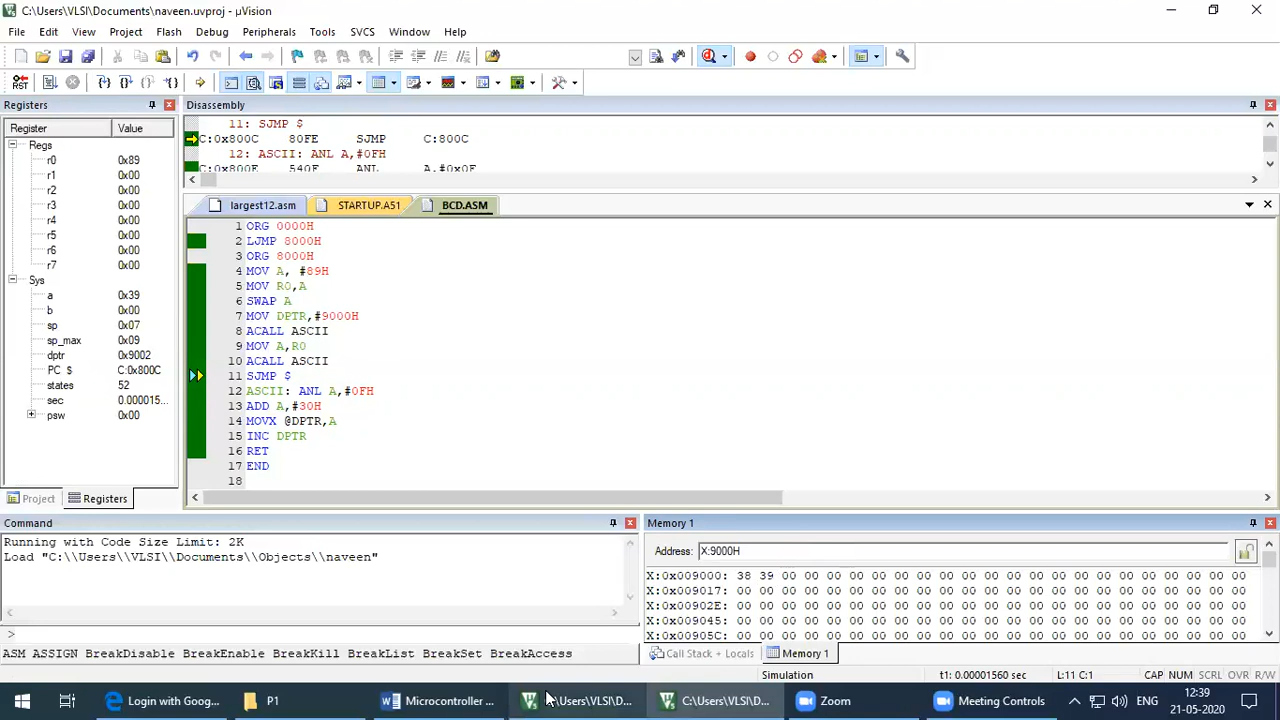 C:\Users\VLSI\Documents\naveen.uvproj - µVision
File Edit View Project Flash Debug Peripherals Tools SVCS Window Help
Registers
Register Value
Regs
r0 0x89
r1 0x00
r2 0x00
r3 0x00
r4 0x00
r5 0x00
r6 0x00
r7 0x00
Sys
a 0x39
b 0x00
sp 0x07
sp_max 0x09
dptr 0x9002
PC $ C:0x800C
states 52
sec 0.000015...
psw 0x00
Project Registers
Disassembly
11: SJMP $
C:0x800C 80FE SJMP C:800C
12: ASCII: ANL A,#0FH
C:0x800E 540F ANL A,#0x0F
largest12.asm STARTUP.A51 BCD.ASM
1 ORG 0000H
2 LJMP 8000H
3 ORG 8000H
4 MOV A, #89H
5 MOV R0,A
6 SWAP A
7 MOV DPTR,#9000H
8 ACALL ASCII
9 MOV A,R0
10 ACALL ASCII
11 SJMP $
12 ASCII: ANL A,#0FH
13 ADD A,#30H
14 MOVX @DPTR,A
15 INC DPTR
16 RET
17 END
18
Command
Running with Code Size Limit: 2K
Load "C:\\Users\\VLSI\\Documents\\Objects\\naveen"
>
ASM ASSIGN BreakDisable BreakEnable BreakKill BreakList BreakSet BreakAccess
Memory 1
Address: X:9000H
X:0x009000: 38 39 00 00 00 00 00 00 00 00 00 00 00 00 00 00 00 00 00 00 00 00 00
X:0x009017: 00 00 00 00 00 00 00 00 00 00 00 00 00 00 00 00 00 00 00 00 00 00 00
X:0x00902E: 00 00 00 00 00 00 00 00 00 00 00 00 00 00 00 00 00 00 00 00 00 00 00
X:0x009045: 00 00 00 00 00 00 00 00 00 00 00 00 00 00 00 00 00 00 00 00 00 00 00
X:0x00905C: 00 00 00 00 00 00 00 00 00 00 00 00 00 00 00 00 00 00 00 00 00 00 00
Call Stack + Locals Memory 1
Simulation t1: 0.00001560 sec L:11 C:1 CAP NUM SCRL OVR R/W
Login with Goog... P1 Microcontroller ... \Users\VLSI\D... C:\Users\VLSI\D... Zoom Meeting Controls ENG 12:39
21-05-2020